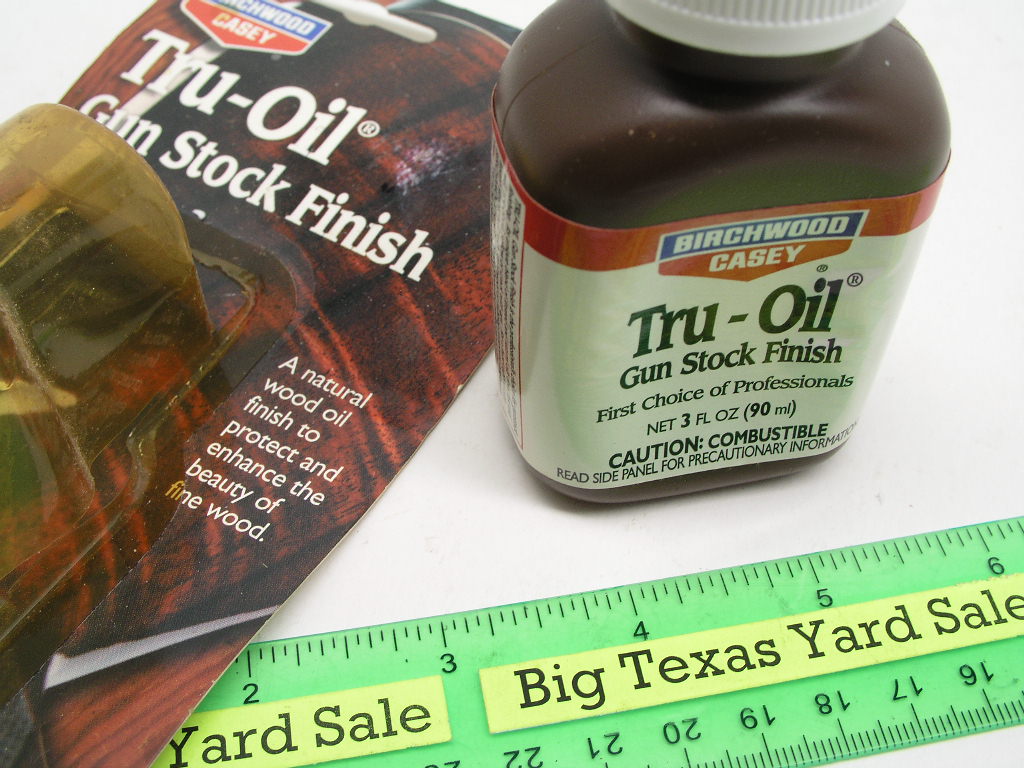 BIRCHWOOD
CASEY
Tru-Oil®
Gun Stock Finish
A natural
wood oil
finish to
protect and
enhance the
beauty of
fine wood.
BIRCHWOOD
CASEY
®
Tru-Oil®
Gun Stock Finish
First Choice of Professionals
NET 3 FL OZ (90 ml)
CAUTION: COMBUSTIBLE
READ SIDE PANEL FOR PRECAUTIONARY INFORMATION
2 3 4 5 6
Yard Sale
Big Texas Yard Sale
22 21 20 19 18 17 16